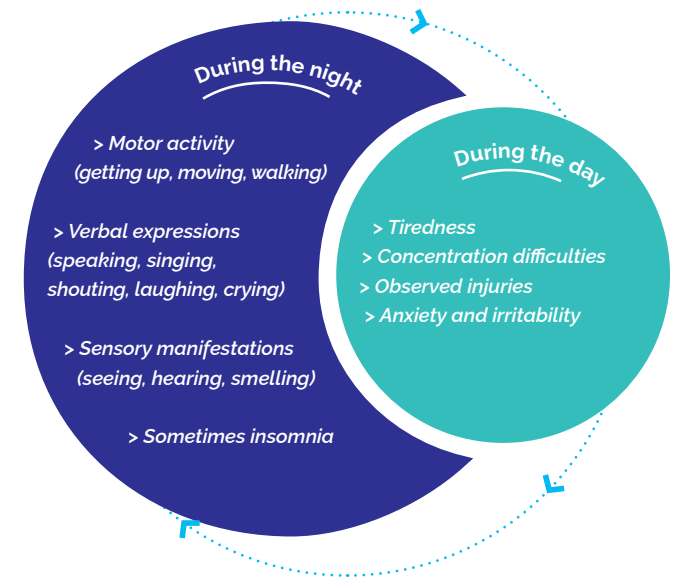 During the night
> Motor activity
(getting up, moving, walking)
> Verbal expressions
(speaking, singing,
shouting, laughing, crying)
> Sensory manifestations
(seeing, hearing, smelling)
> Sometimes insomnia
During the day
> Tiredness
> Concentration difficulties
> Observed injuries
> Anxiety and irritability